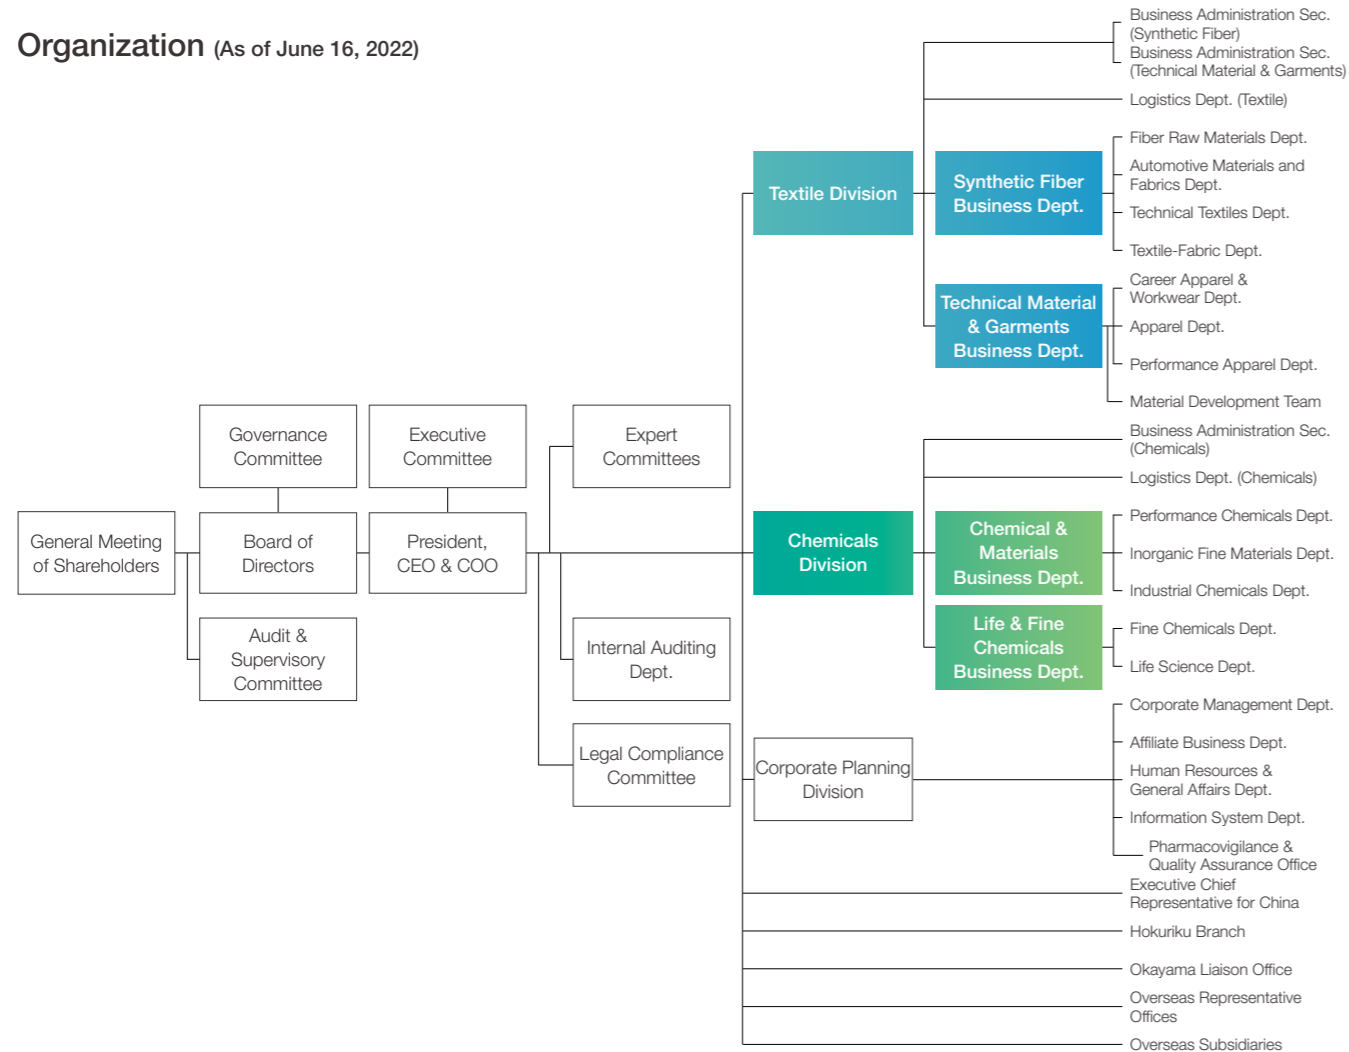 Organization (As of June 16, 2022)
General Meeting
of Shareholders
Governance
Committee
Board of
Directors
Audit &
Supervisory
Committee
Executive
Committee
President,
CEO & COO
Expert
Committees
Internal Auditing
Dept.
Legal Compliance
Committee
Textile Division
Business Administration Sec.
(Synthetic Fiber)
Business Administration Sec.
(Technical Material & Garments)
Logistics Dept. (Textile)
Synthetic Fiber
Business Dept.
Fiber Raw Materials Dept.
Automotive Materials and
Fabrics Dept.
Technical Textiles Dept.
Textile-Fabric Dept.
Technical Material
& Garments
Business Dept.
Career Apparel &
Workwear Dept.
Apparel Dept.
Performance Apparel Dept.
Material Development Team
Chemicals
Division
Business Administration Sec.
(Chemicals)
Logistics Dept. (Chemicals)
Chemical &
Materials
Business Dept.
Performance Chemicals Dept.
Inorganic Fine Materials Dept.
Industrial Chemicals Dept.
Life & Fine
Chemicals
Business Dept.
Fine Chemicals Dept.
Life Science Dept.
Corporate Planning
Division
Corporate Management Dept.
Affiliate Business Dept.
Human Resources &
General Affairs Dept.
Information System Dept.
Pharmacovigilance &
Quality Assurance Office
Executive Chief
Representative for China
Hokuriku Branch
Okayama Liaison Office
Overseas Representative
Offices
Overseas Subsidiaries